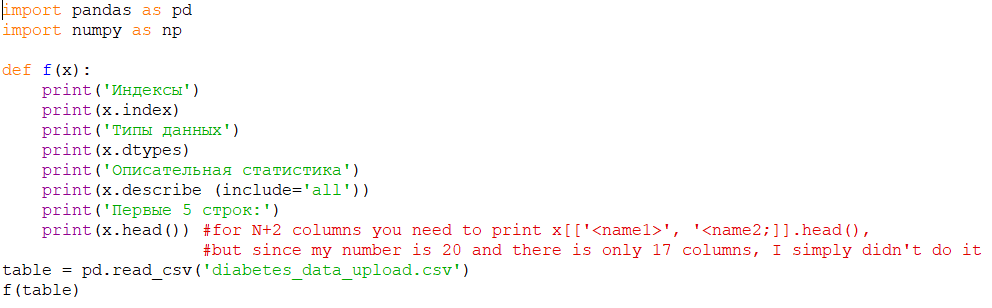 import pandas as pd
import numpy as np

def f(x):
    print('Индексы')
    print(x.index)
    print('Типы данных')
    print(x.dtypes)
    print('Описательная статистика')
    print(x.describe (include='all'))
    print('Первые 5 строк:')
    print(x.head()) #for N+2 columns you need to print x[['<name1>', '<name2;]].head(),
                    #but since my number is 20 and there is only 17 columns, I simply didn't do it
table = pd.read_csv('diabetes_data_upload.csv')
f(table)